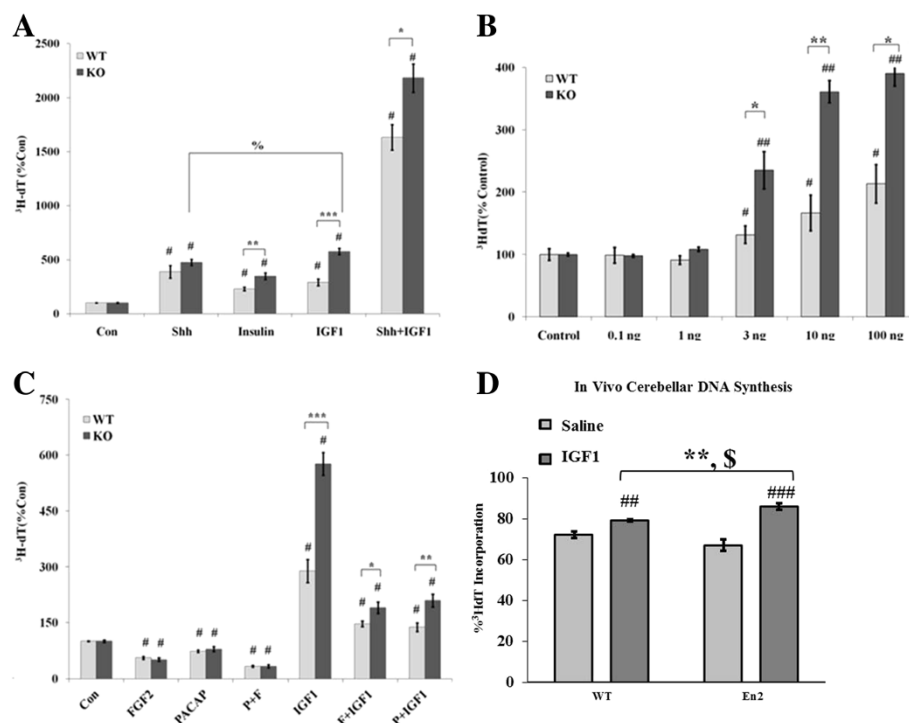 A
³H-dT (%Con)
2500
2000
1500
1000
500
0
WT
KO
*
#
#
%
***
**
# #
# #
# #
Con Shh Insulin IGF1 Shh+IGF1
B
³HdT(% Control)
400
300
200
100
0
WT
KO
** *
## ##
*
##
# # #
Control 0.1 ng 1 ng 3 ng 10 ng 100 ng
C
³H-dT(%Con)
750
600
450
300
150
0
WT
KO
***
#
#
* **
# # # #
# # # # # #
Con FGF2 PACAP P+F IGF1 F+IGF1 P+IGF1
D
In Vivo Cerebellar DNA Synthesis
Saline
IGF1
**, $
## ###
%³HdT Incorporation
100
80
60
40
20
0
WT En2